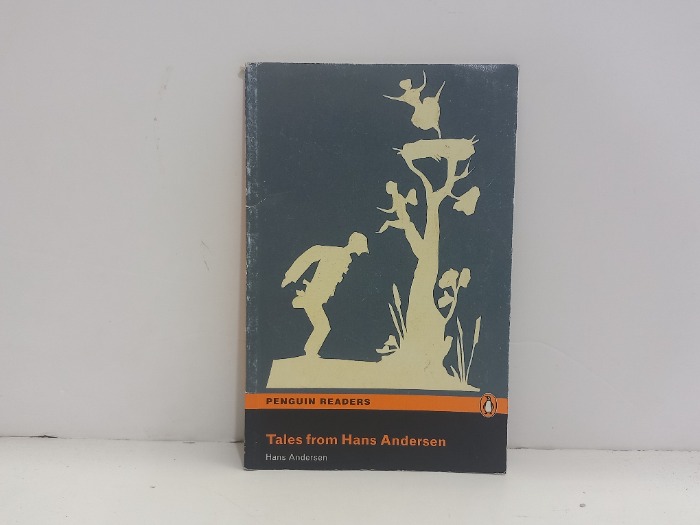 PENGUIN READERS
Tales from Hans Andersen
Hans Andersen